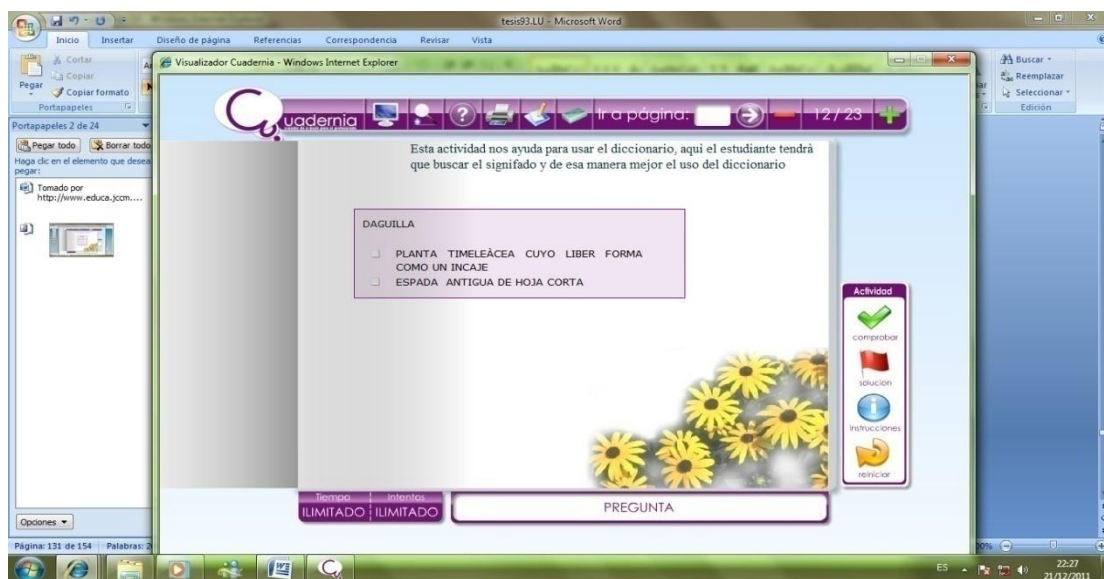 tesis93.LU - Microsoft Word
Inicio Insertar Diseño de página Referencias Correspondencia Revisar Vista
Cortar
Copiar
Pegar
Copiar formato
Portapapeles
Buscar
Reemplazar
Seleccionar
Edición
Visualizador Cuadernia - Windows Internet Explorer
Portapapeles 2 de 24
Pegar todo Borrar todo
Haga clic en el elemento que desea
pegar:
Tomado por
http://www.educa.jccm....
uadernia
Ir a página: 12/23
Esta actividad nos ayuda para usar el diccionario, aqui el estudiante tendrà
que buscar el signifado y de esa manera mejor el uso del diccionario
DAGUILLA
PLANTA TIMELEÀCEA CUYO LIBER FORMA
COMO UN INCAJE
ESPADA ANTIGUA DE HOJA CORTA
Actividad
comprobar
solucion
instrucciones
reiniciar
Tiempo Intentos
ILIMITADO ILIMITADO
PREGUNTA
Opciones
Página: 131 de 154 Palabras:
ES
22:27
21/12/2011